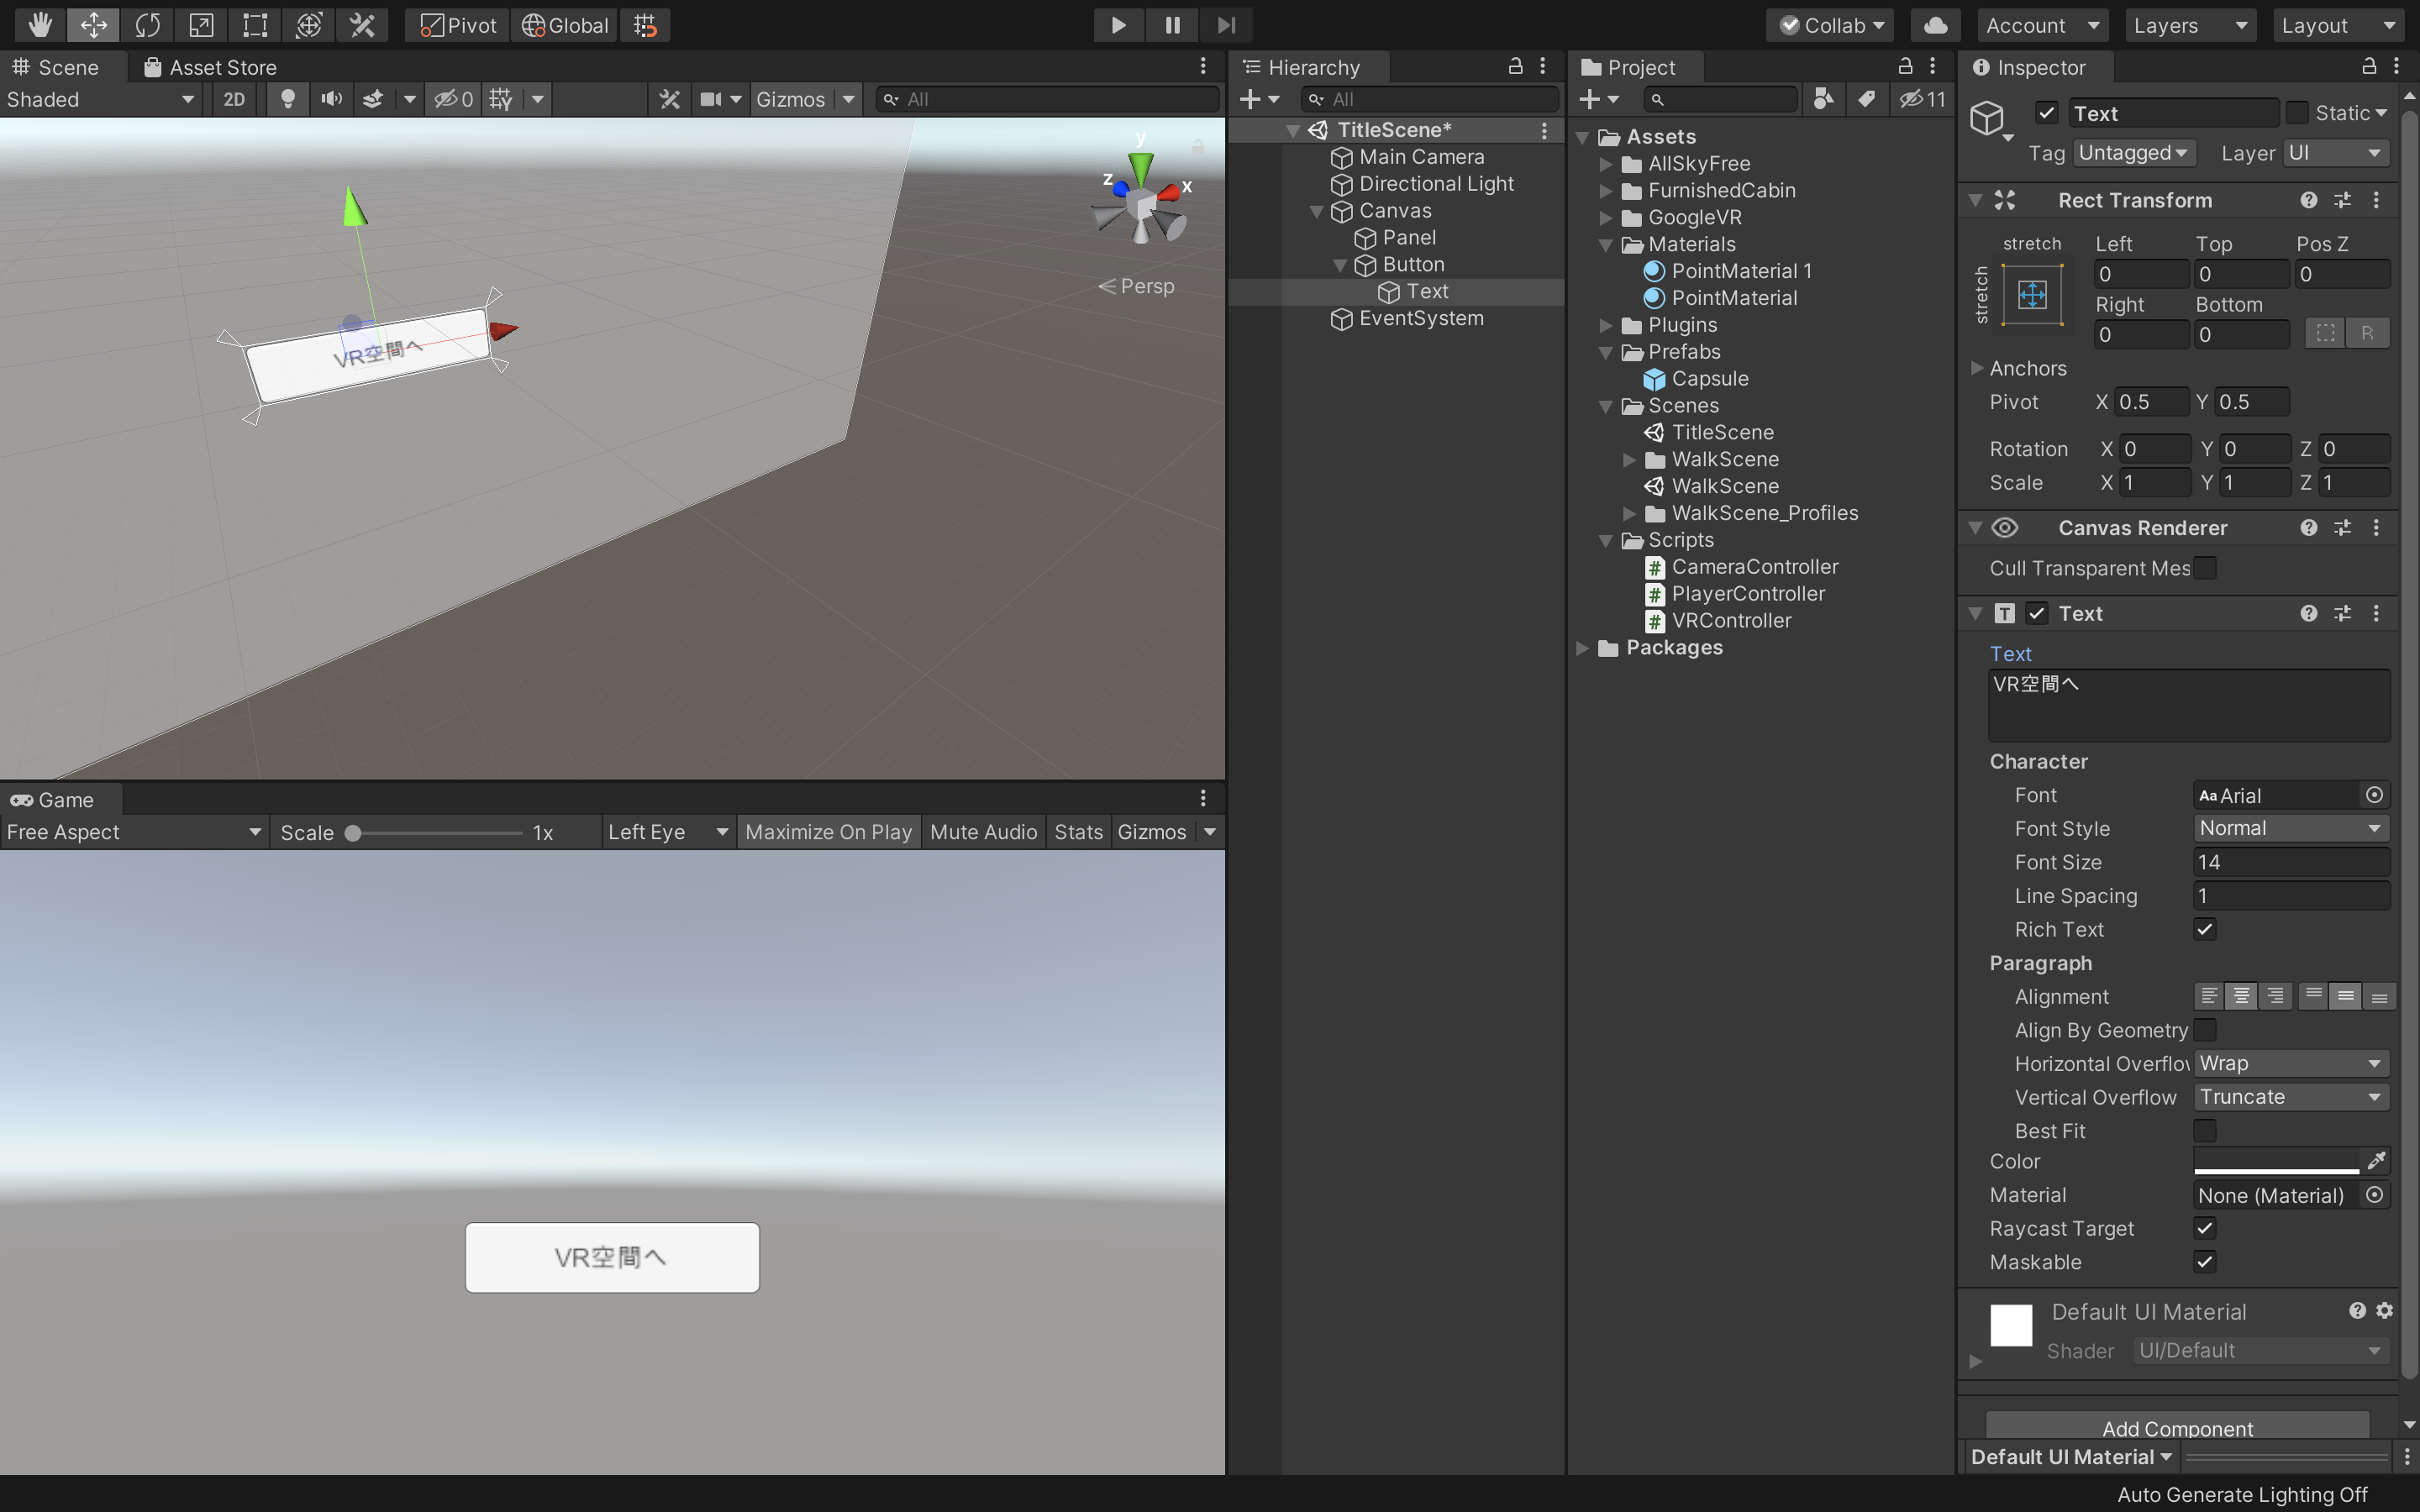 Pivot Global Collab Account Layers Layout
Scene Asset Store
Shaded 2D 0 Gizmos All
y
z x
Persp
VR空間へ
Game
Free Aspect Scale 1x Left Eye Maximize On Play Mute Audio Stats Gizmos
VR空間へ
Hierarchy
All
TitleScene*
Main Camera
Directional Light
Canvas
Panel
Button
Text
EventSystem
Project
11
Assets
AllSkyFree
FurnishedCabin
GoogleVR
Materials
PointMaterial 1
PointMaterial
Plugins
Prefabs
Capsule
Scenes
TitleScene
WalkScene
WalkScene
WalkScene_Profiles
Scripts
CameraController
PlayerController
VRController
Packages
Inspector
Text Static
Tag Untagged Layer UI
Rect Transform
stretch Left Top Pos Z
stretch 0 0 0
Right Bottom
0 0 R
Anchors
Pivot X 0.5 Y 0.5
Rotation X 0 Y 0 Z 0
Scale X 1 Y 1 Z 1
Canvas Renderer
Cull Transparent Mes
Text
Text
VR空間へ
Character
Font Aa Arial
Font Style Normal
Font Size 14
Line Spacing 1
Rich Text
Paragraph
Alignment
Align By Geometry
Horizontal Overflo Wrap
Vertical Overflow Truncate
Best Fit
Color
Material None (Material)
Raycast Target
Maskable
Default UI Material
Shader UI/Default
Add Component
Default UI Material
Auto Generate Lighting Off